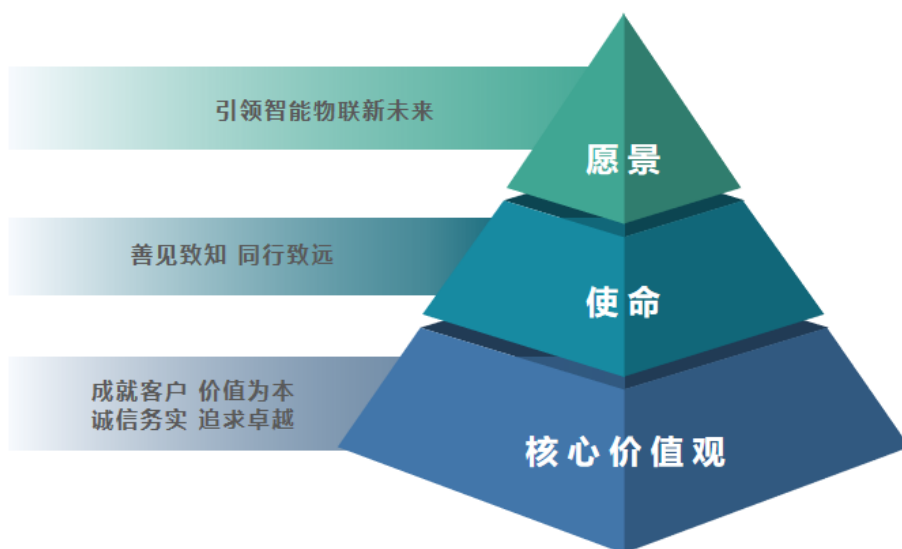 引领智能物联新未来
愿景
善见致知 同行致远
使命
成就客户 价值为本
诚信务实 追求卓越
核心价值观